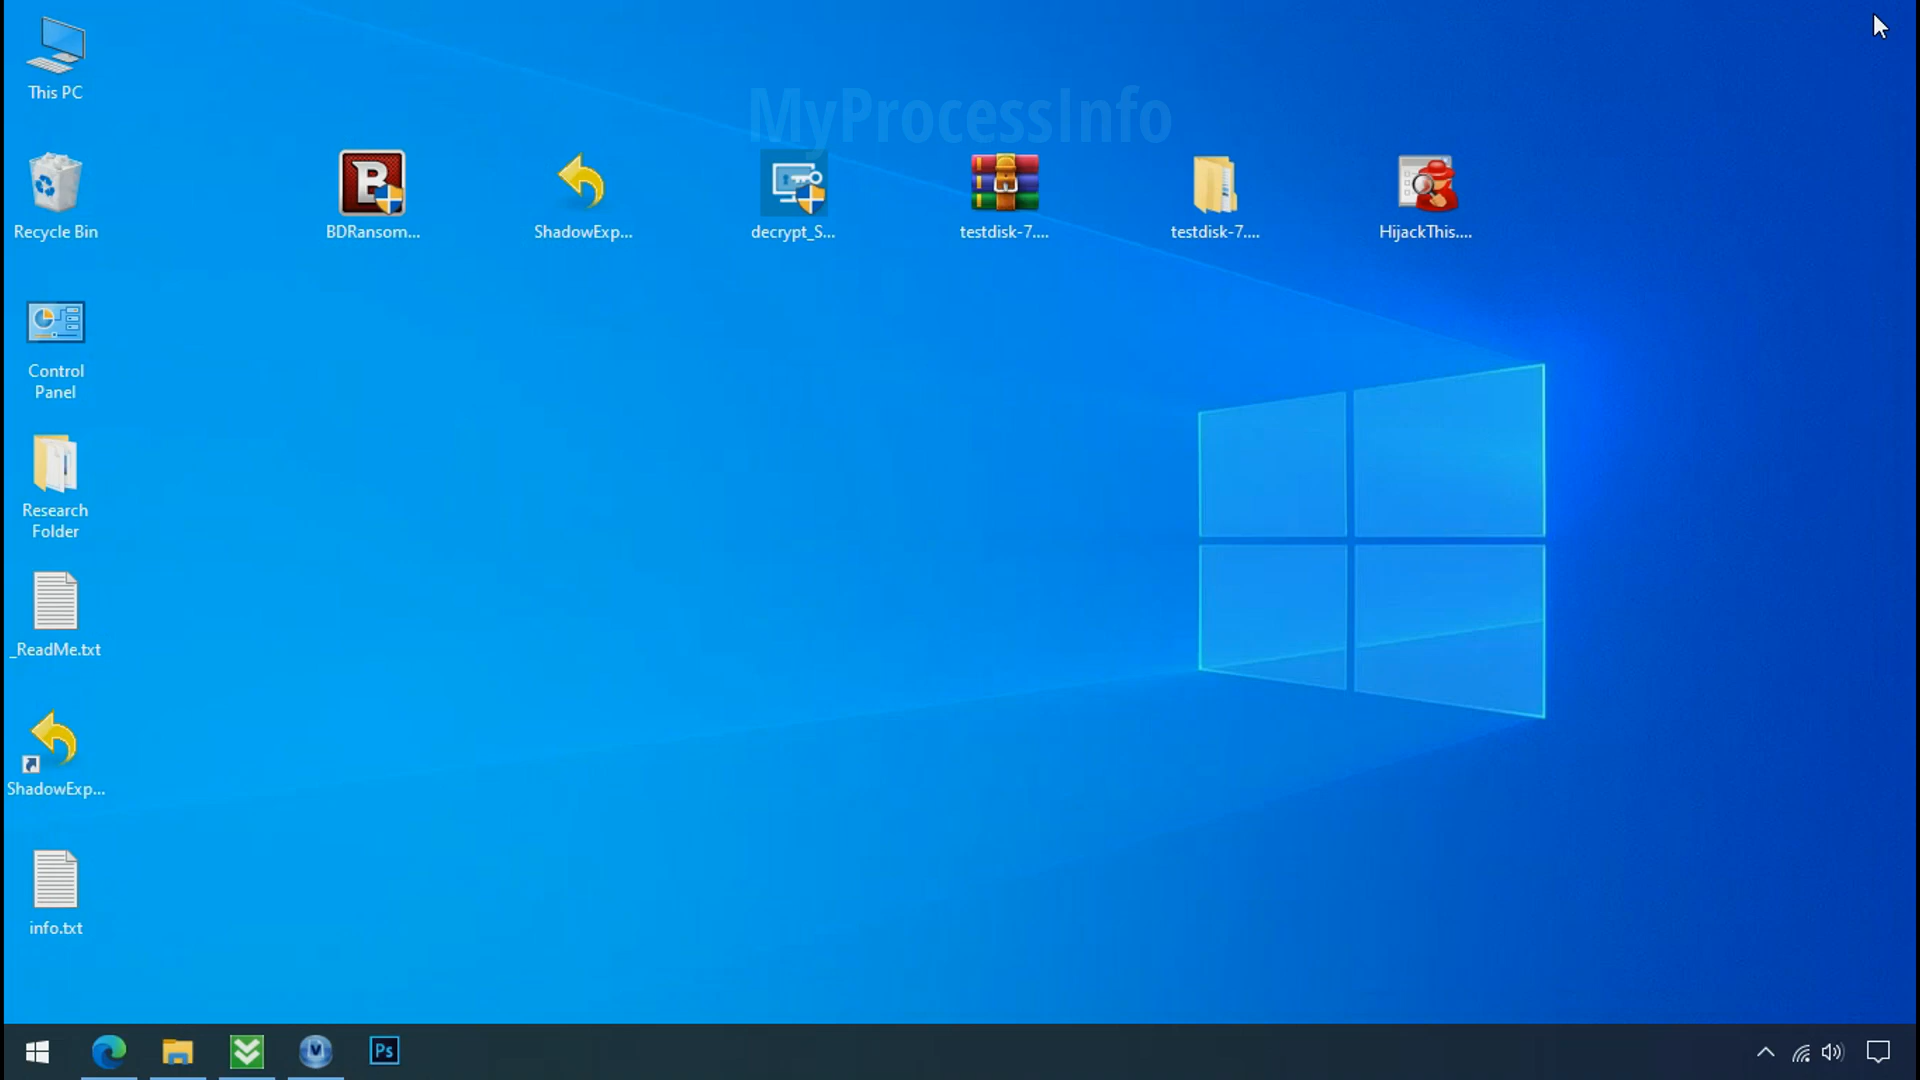 This PC
MyProcessInfo
Recycle Bin
BDRansom...
ShadowExp...
decrypt_S...
testdisk-7....
testdisk-7....
HijackThis....
Control
Panel
Research
Folder
_ReadMe.txt
ShadowExp...
info.txt
Ps